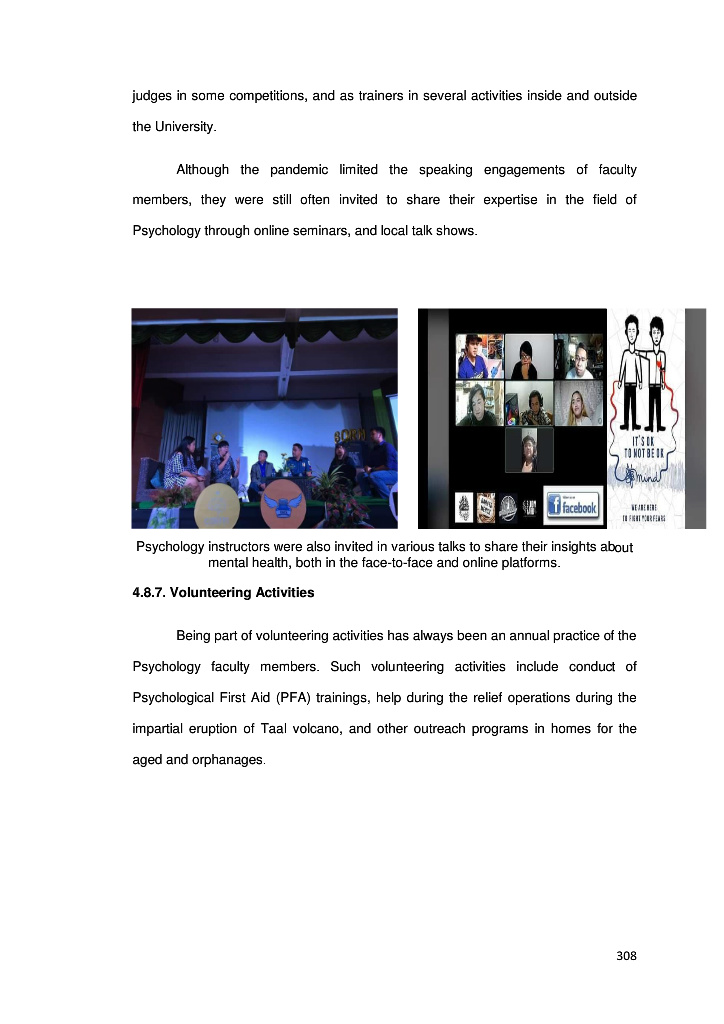 judges in some competitions, and as trainers in several activities inside and outside
the University.
Although the pandemic limited the speaking engagements of faculty
members, they were still often invited to share their expertise in the field of
Psychology through online seminars, and local talk shows.
IT'S OK
TO NOT BE OK
mind
WE ARE HERE
TO FIGHT YOUR FEARS
facebook
Psychology instructors were also invited in various talks to share their insights about
mental health, both in the face-to-face and online platforms.
4.8.7. Volunteering Activities
Being part of volunteering activities has always been an annual practice of the
Psychology faculty members. Such volunteering activities include conduct of
Psychological First Aid (PFA) trainings, help during the relief operations during the
impartial eruption of Taal volcano, and other outreach programs in homes for the
aged and orphanages.
308